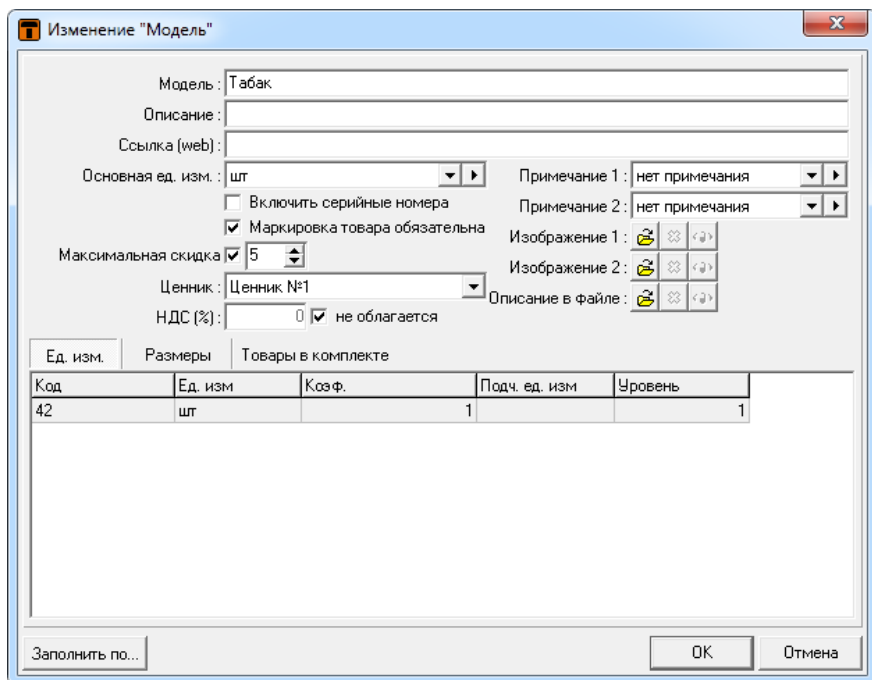 Изменение "Модель"
Модель : Табак
Описание :
Ссылка (web) :
Основная ед. изм. : шт
Примечание 1 : нет примечания
Включить серийные номера
Примечание 2 : нет примечания
Маркировка товара обязательна
Изображение 1 :
Максимальная скидка 5
Изображение 2 :
Ценник : Ценник №1
Описание в файле :
НДС (%) : 0 не облагается
Ед. изм. Размеры Товары в комплекте
Код Ед. изм Коэф. Подч. ед. изм Уровень
42 шт 1 1
Заполнить по... OK Отмена